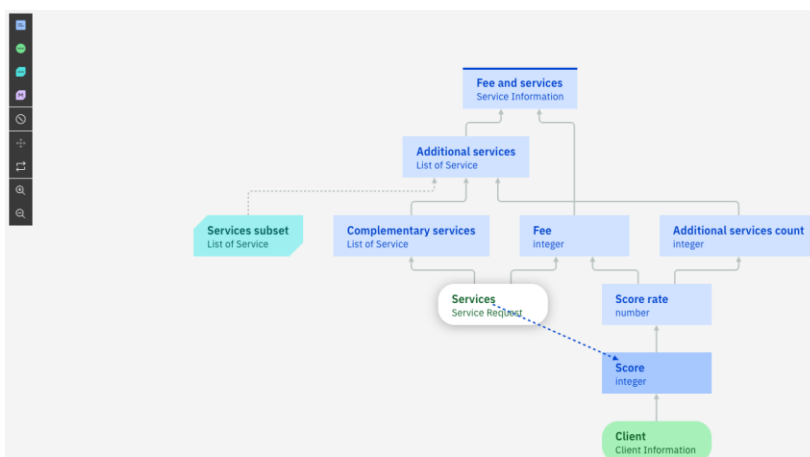 Fee and services
Service Information
Additional services
List of Service
Services subset
List of Service
Complementary services
List of Service
Fee
integer
Additional services count
integer
Services
Service Request
Score rate
number
Score
integer
Client
Client Information